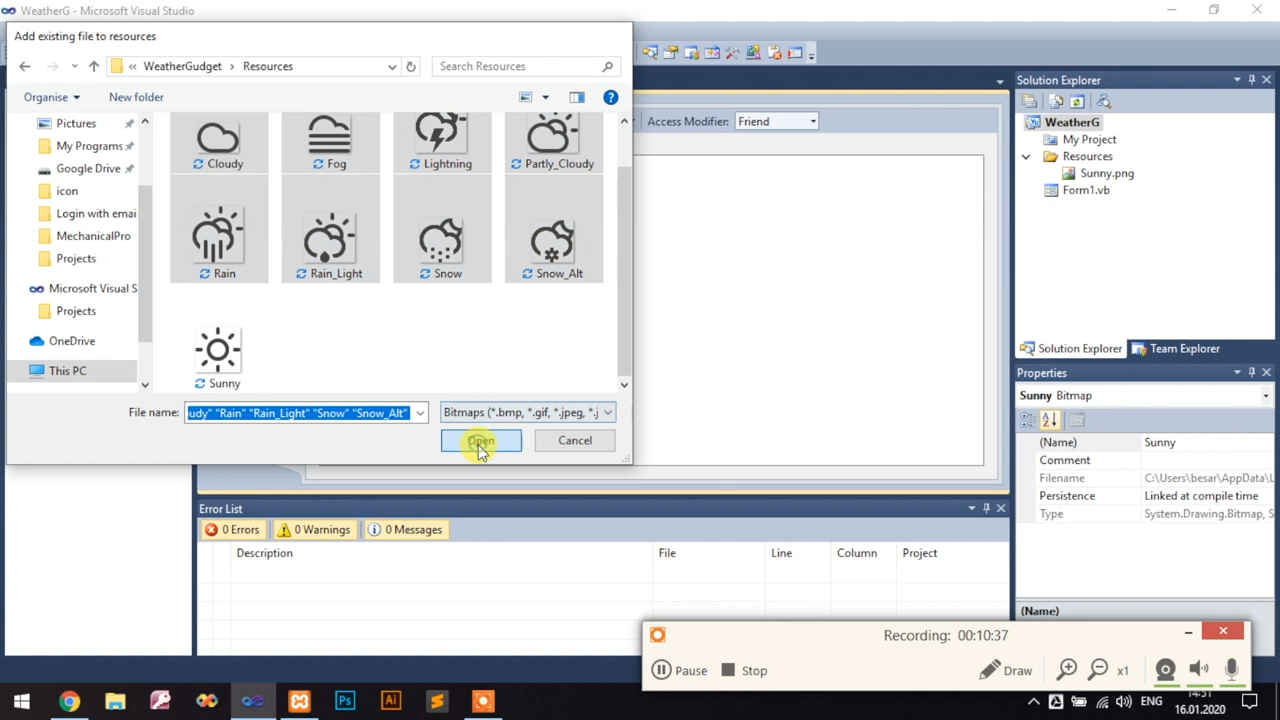 WeatherG - Microsoft Visual Studio
Add existing file to resources
« WeatherGudget › Resources
Search Resources
Organise
New folder
Access Modifier: Friend
Solution Explorer
WeatherG
My Project
Resources
Sunny.png
Form1.vb
Pictures
My Programs
Google Drive
icon
Login with emai
MechanicalPro
Projects
Microsoft Visual S
Projects
OneDrive
This PC
Cloudy
Fog
Lightning
Partly_Cloudy
Rain
Rain_Light
Snow
Snow_Alt
Sunny
File name: udy" "Rain" "Rain_Light" "Snow" "Snow_Alt"
Bitmaps (*.bmp, *.gif, *.jpeg, *.j
Open
Cancel
Solution Explorer
Team Explorer
Properties
Sunny Bitmap
(Name) Sunny
Comment
Filename C:\Users\besar\AppData\L
Persistence Linked at compile time
Type System.Drawing.Bitmap, S
(Name)
Error List
0 Errors
0 Warnings
0 Messages
Description
File
Line
Column
Project
Recording: 00:10:37
Pause
Stop
Draw
x1
Ps
Ai
ENG
14:51
16.01.2020